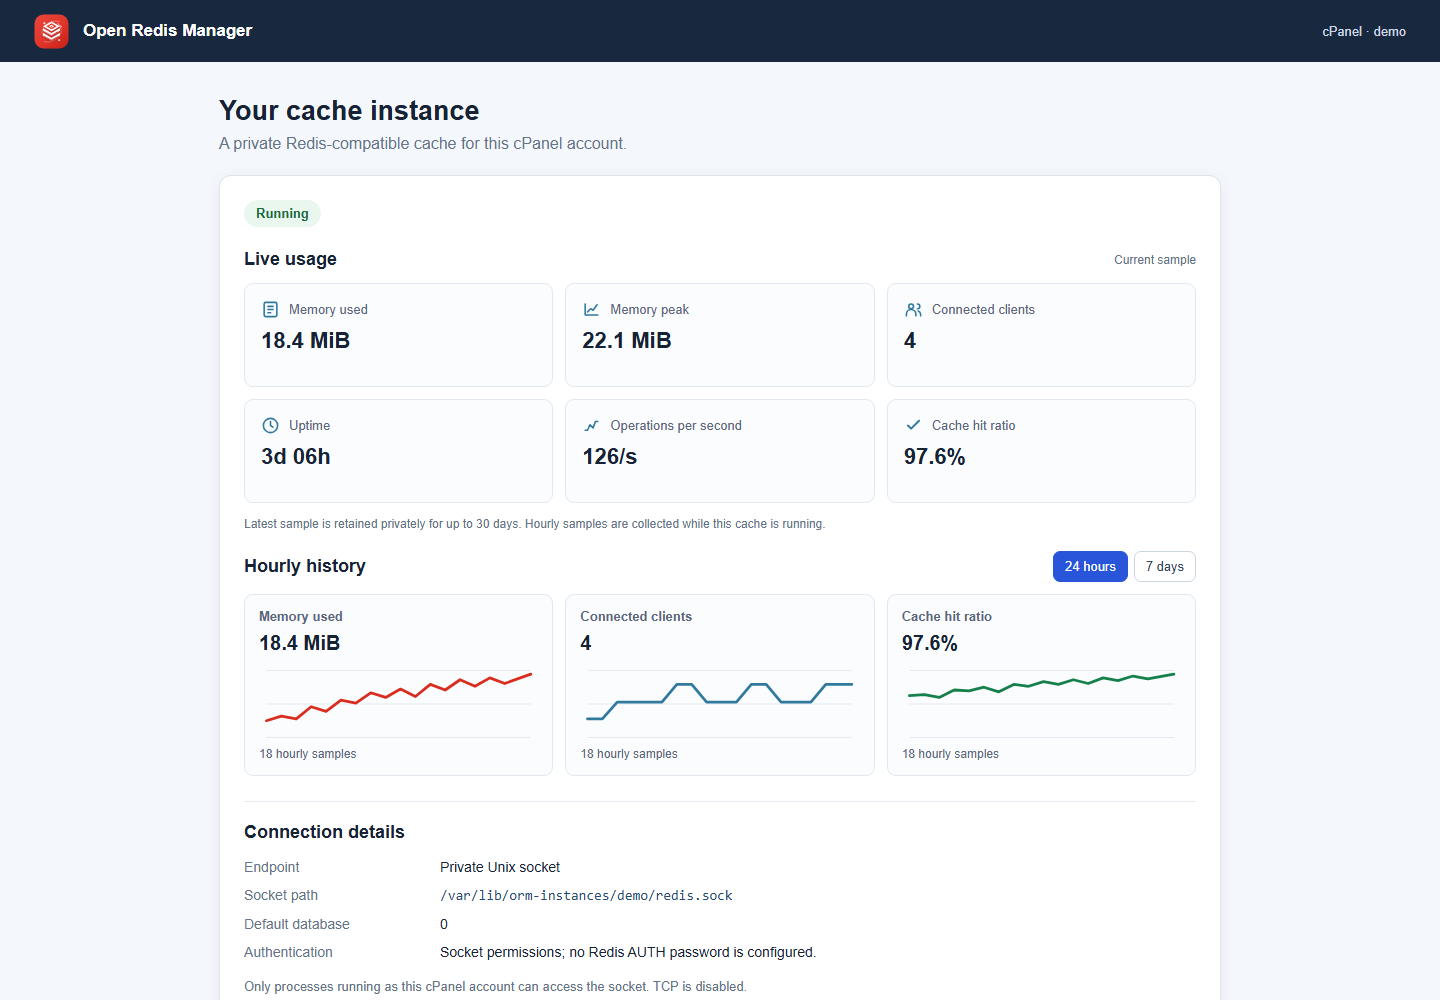 Open Redis Manager
cPanel · demo
Your cache instance
A private Redis-compatible cache for this cPanel account.
Running
Live usage
Current sample
Memory used
18.4 MiB
Memory peak
22.1 MiB
Connected clients
4
Uptime
3d 06h
Operations per second
126/s
Cache hit ratio
97.6%
Latest sample is retained privately for up to 30 days. Hourly samples are collected while this cache is running.
Hourly history
24 hours
7 days
Memory used
18.4 MiB
18 hourly samples
Connected clients
4
18 hourly samples
Cache hit ratio
97.6%
18 hourly samples
Connection details
Endpoint Private Unix socket
Socket path /var/lib/orm-instances/demo/redis.sock
Default database 0
Authentication Socket permissions; no Redis AUTH password is configured.
Only processes running as this cPanel account can access the socket. TCP is disabled.